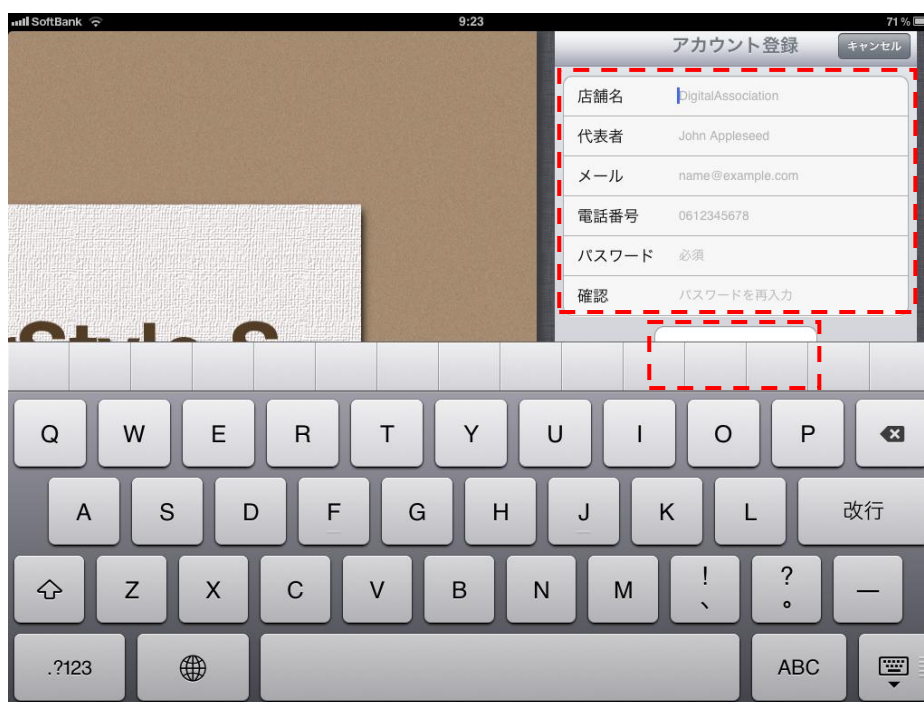 SoftBank 9:23 71 %
アカウント登録 キャンセル
店舗名 DigitalAssociation
代表者 John Appleseed
メール name@example.com
電話番号 0612345678
パスワード 必須
確認 パスワードを再入力
Q W E R T Y U I O P
A S D F G H J K L 改行
Z X C V B N M ! 、 ? 。 —
.?123 ABC